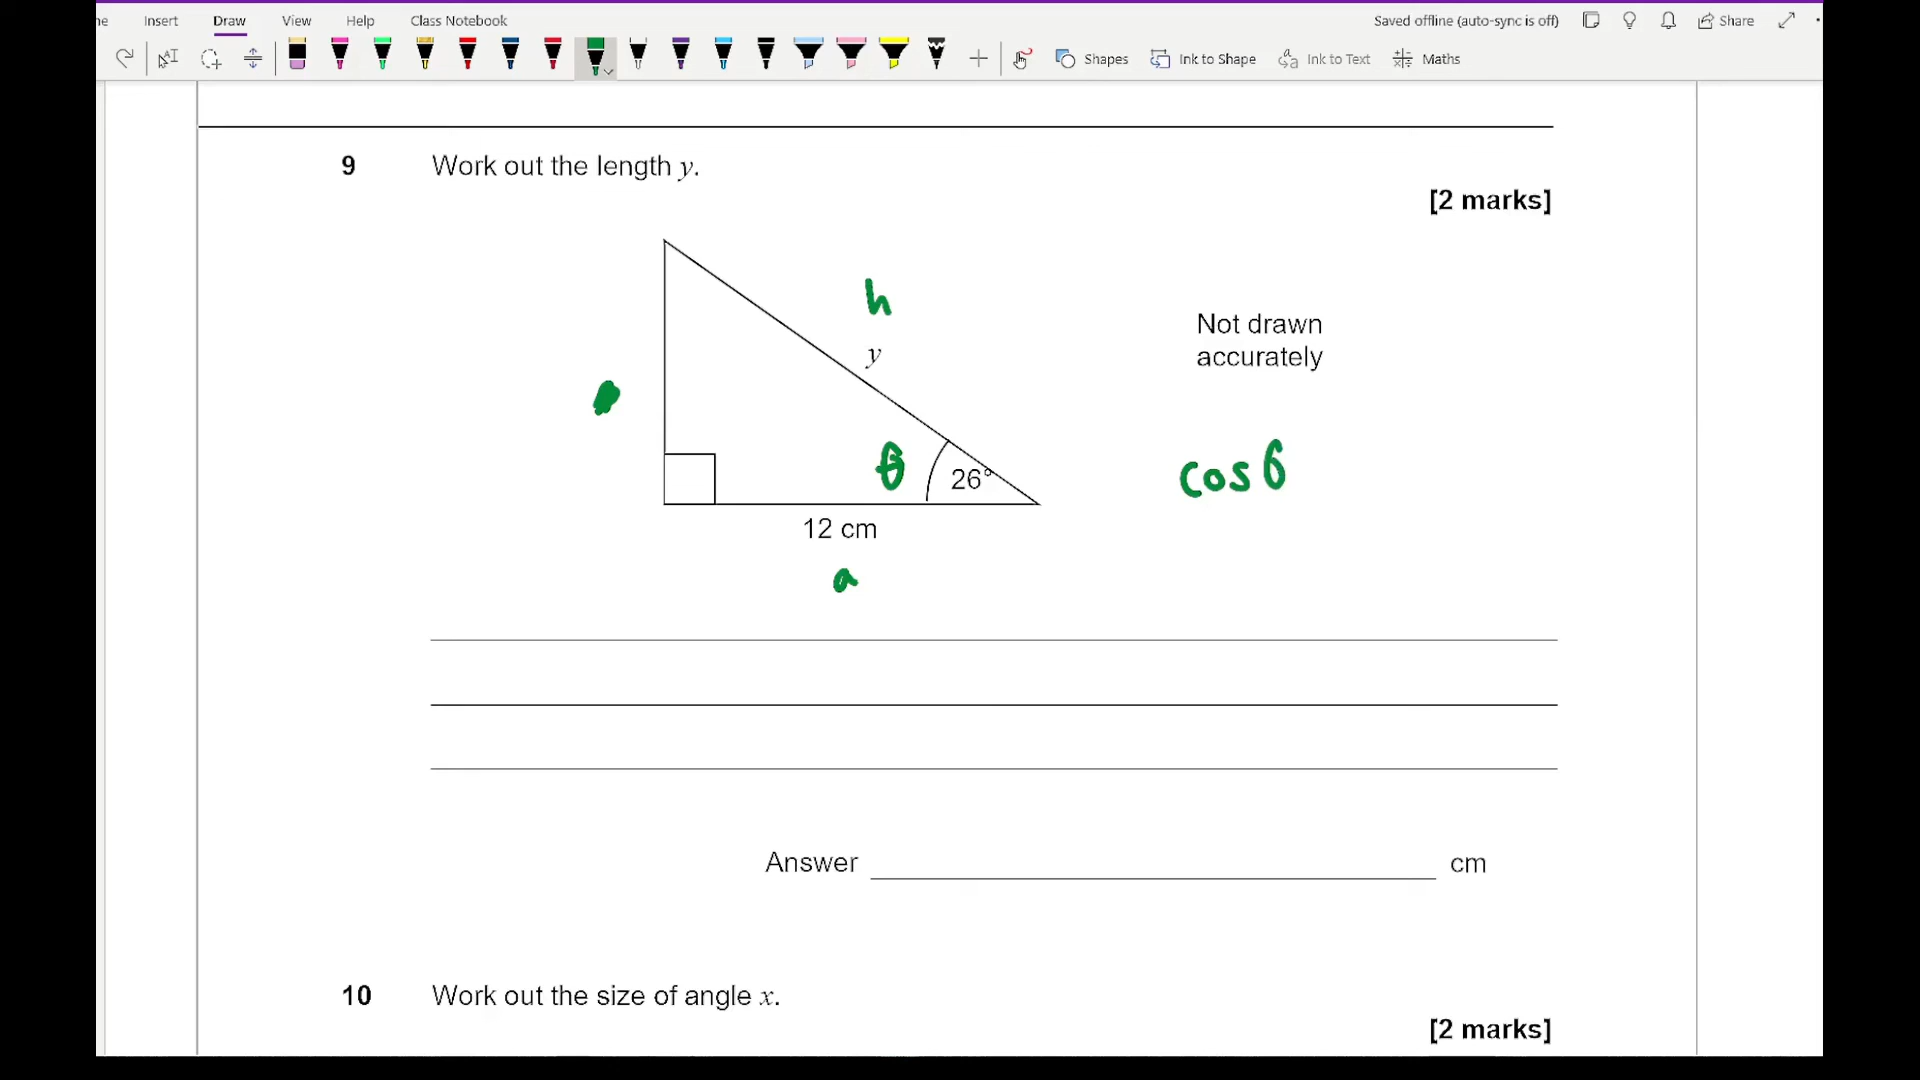 Insert Draw View Help Class Notebook Saved offline (auto-sync is off) Share
Shapes Ink to Shape Ink to Text Maths
9 Work out the length y.
[2 marks]
h
y
Not drawn
accurately
θ 26°
cos θ
12 cm
a
Answer cm
10 Work out the size of angle x.
[2 marks]